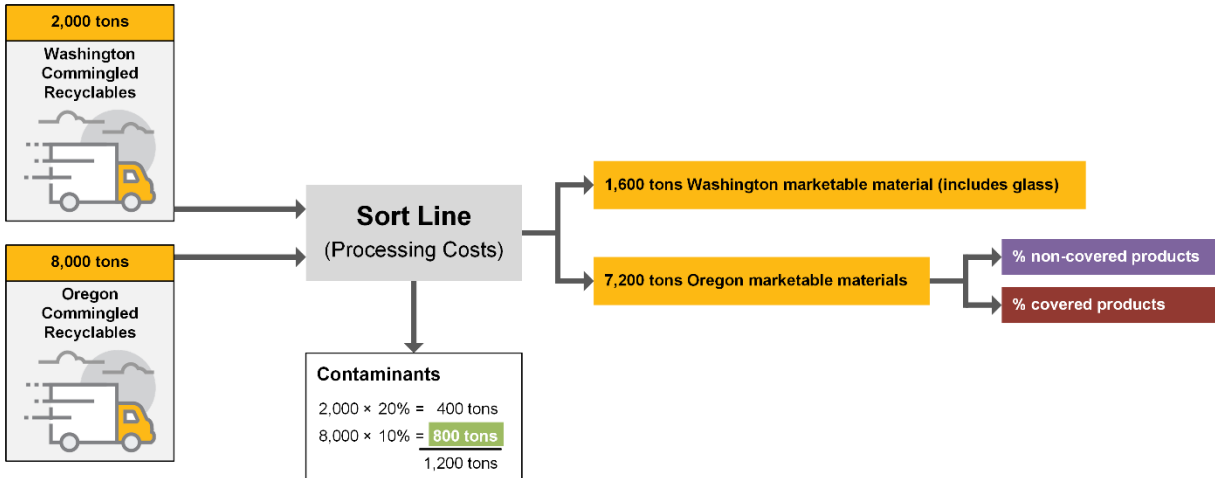 2,000 tons
Washington
Commingled
Recyclables
8,000 tons
Oregon
Commingled
Recyclables
Sort Line
(Processing Costs)
Contaminants
2,000 × 20% = 400 tons
8,000 × 10% = 800 tons
1,200 tons
1,600 tons Washington marketable material (includes glass)
7,200 tons Oregon marketable materials
% non-covered products
% covered products